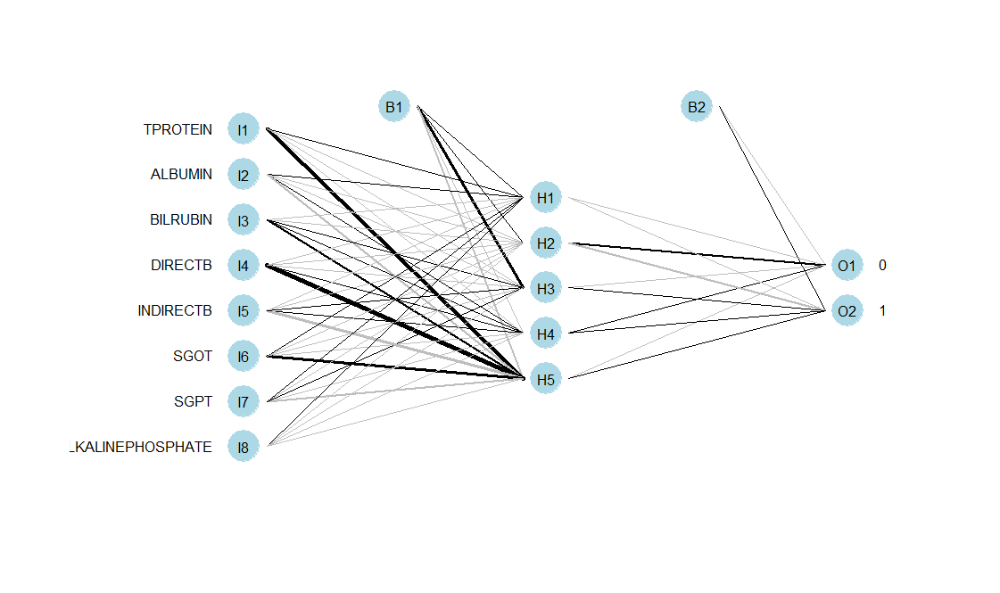 B1
B2
TPROTEIN I1
ALBUMIN I2
H1
BILRUBIN I3
H2
DIRECTB I4
O1 0
H3
INDIRECTB I5
O2 1
H4
SGOT I6
H5
SGPT I7
LKALINEPHOSPHATE I8